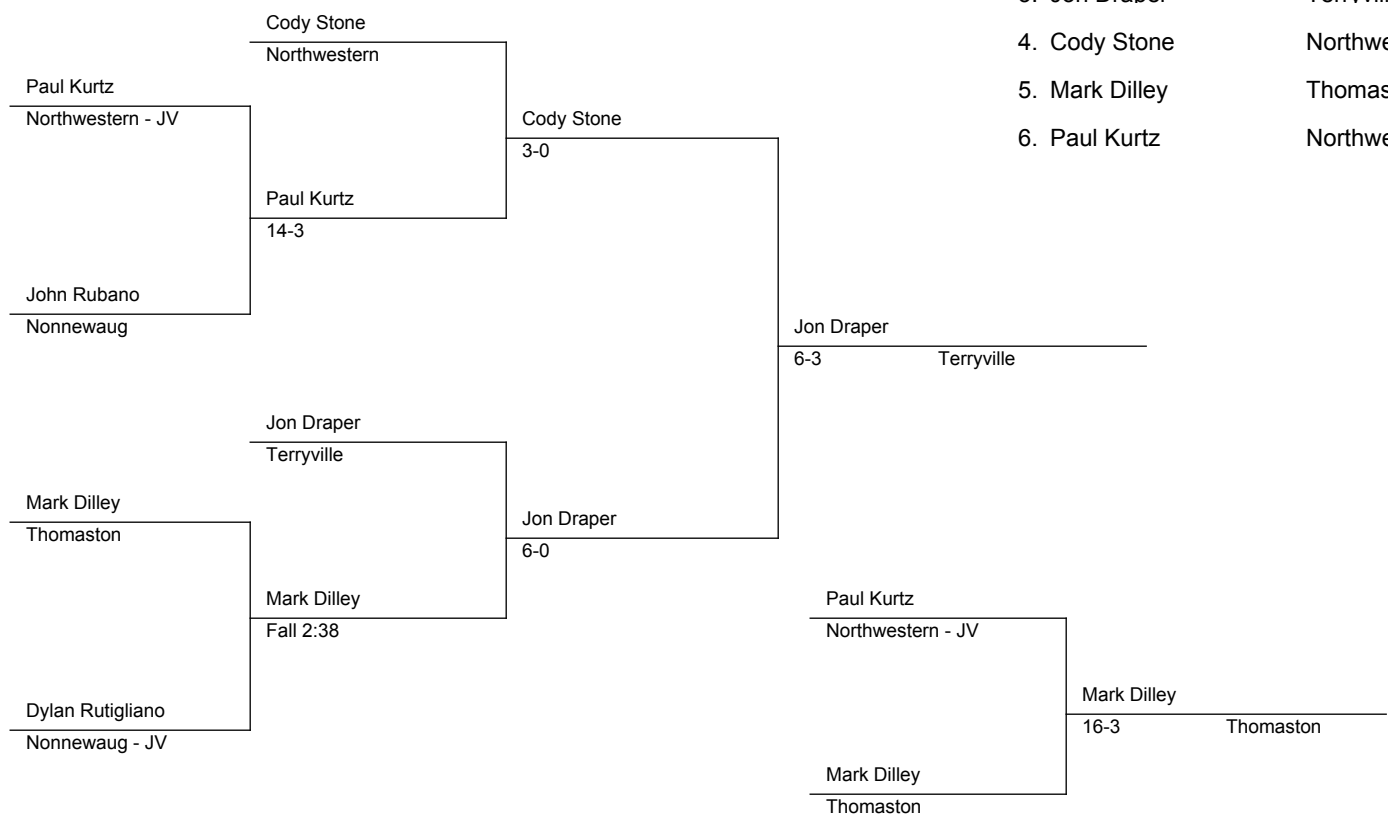 Cody Stone
Northwestern
4. Cody Stone
5. Mark Dilley
6. Paul Kurtz
Paul Kurtz
Northwestern - JV
Cody Stone
3-0
Paul Kurtz
14-3
John Rubano
Nonnewaug
Jon Draper
6-3 Terryville
Jon Draper
Terryville
Mark Dilley
Thomaston
Jon Draper
6-0
Mark Dilley
Fall 2:38
Paul Kurtz
Northwestern - JV
Dylan Rutigliano
Nonnewaug - JV
Mark Dilley
16-3 Thomaston
Mark Dilley
Thomaston